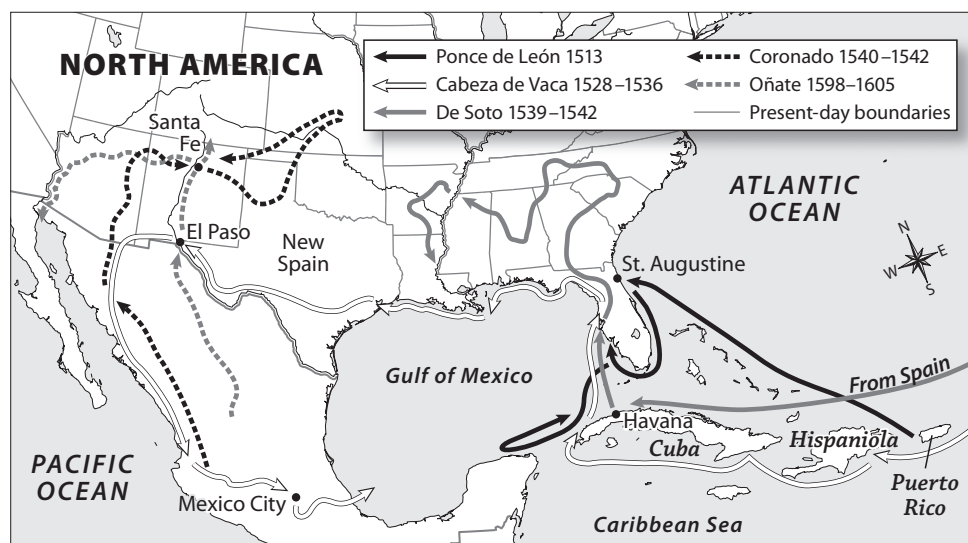 NORTH AMERICA
Ponce de León 1513
Cabeza de Vaca 1528–1536
De Soto 1539–1542
Coronado 1540–1542
Oñate 1598–1605
Present-day boundaries
Santa
Fe
ATLANTIC
OCEAN
El Paso
New
Spain
St. Augustine
N
E
W
S
Gulf of Mexico
From Spain
Havana
Cuba
Hispaniola
Puerto
Rico
PACIFIC
OCEAN
Mexico City
Caribbean Sea